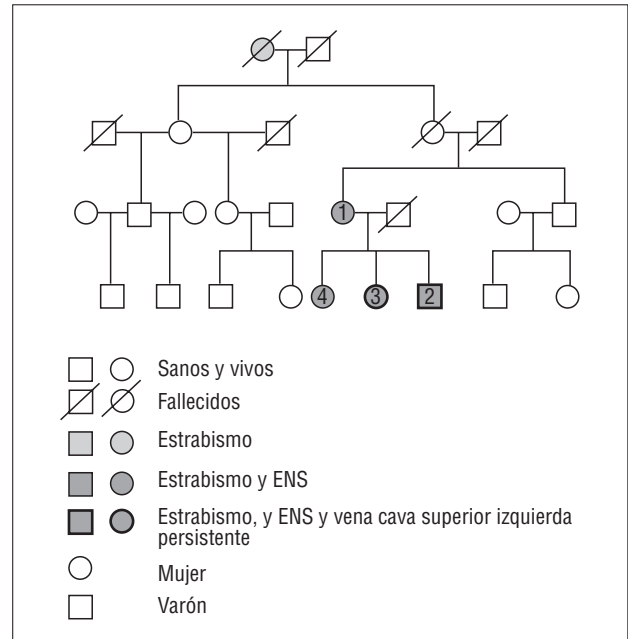 1
4 3 2
Sanos y vivos
Fallecidos
Estrabismo
Estrabismo y ENS
Estrabismo, y ENS y vena cava superior izquierda
persistente
Mujer
Varón